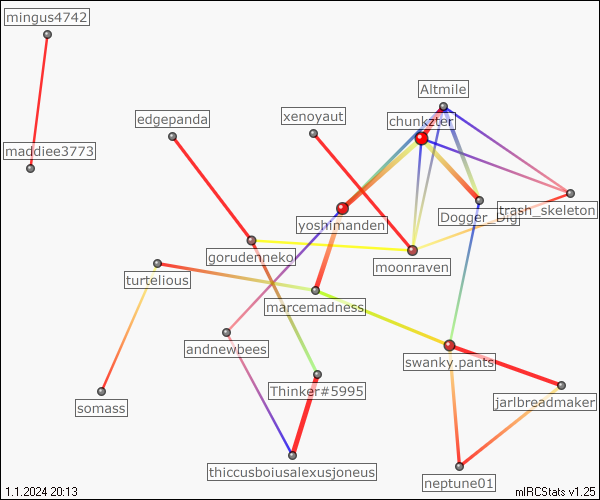 mingus4742
Altmile
edgepanda
xenoyaut
chunkzter
maddiee3773
trash_skeleton
Dogger_Dig
yoshimanden
gorudenneko
moonraven
turtelious
marcemadness
andnewbees
swanky.pants
Thinker#5995
jarlbreadmaker
somass
thiccusboiusalexusjoneus
neptune01
1.1.2024 20:13
mIRCStats v1.25